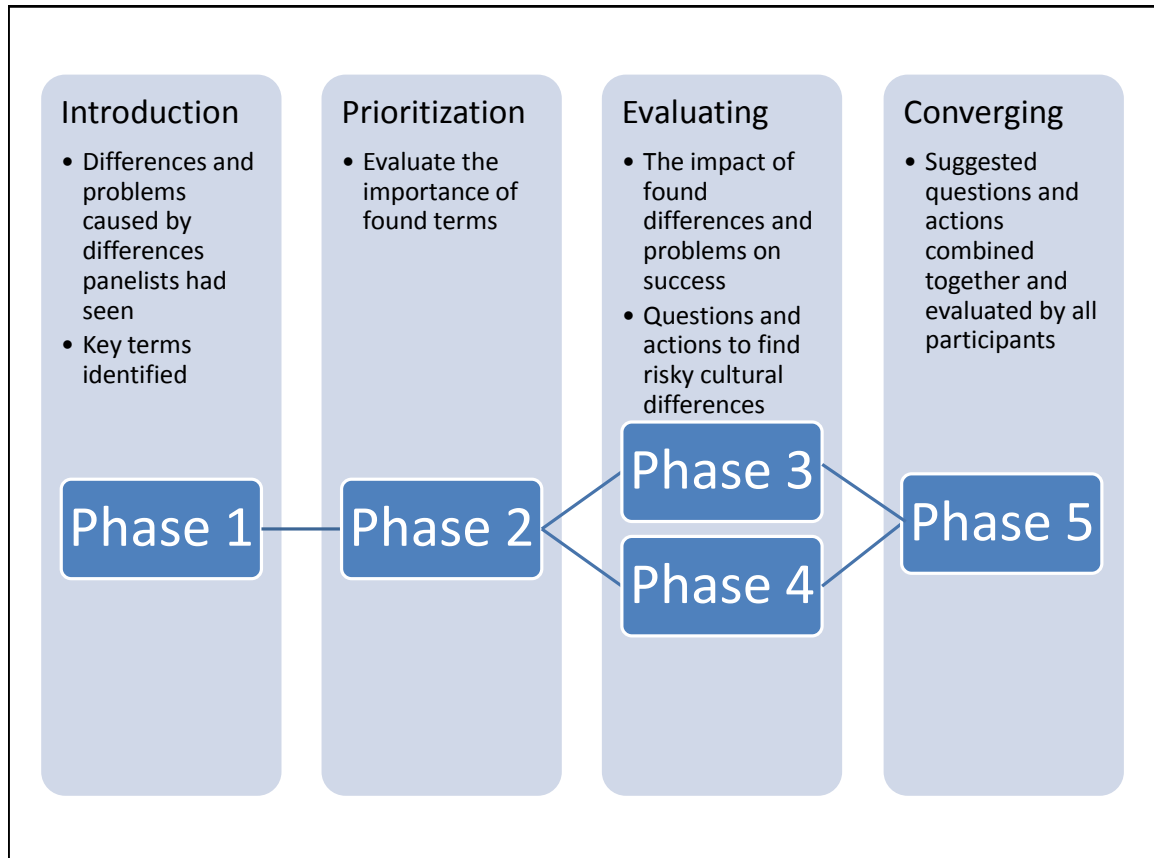 Introduction
• Differences and
problems
caused by
differences
panelists had
seen
• Key terms
identified
Phase 1
Prioritization
• Evaluate the
importance of
found terms
Phase 2
Evaluating
• The impact of
found
differences and
problems on
success
• Questions and
actions to find
risky cultural
differences
Phase 3
Phase 4
Converging
• Suggested
questions and
actions
combined
together and
evaluated by all
participants
Phase 5